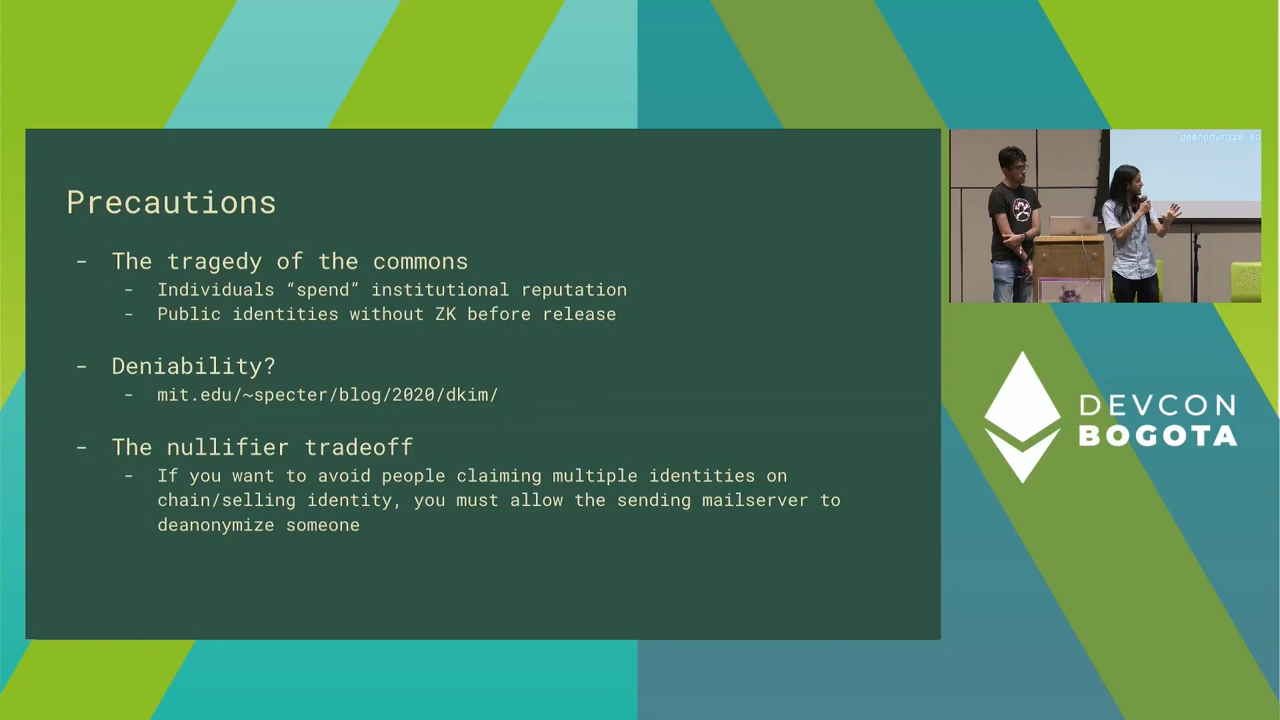 Precautions
- The tragedy of the commons
- Individuals “spend” institutional reputation
- Public identities without ZK before release
- Deniability?
- mit.edu/~specter/blog/2020/dkim/
- The nullifier tradeoff
- If you want to avoid people claiming multiple identities on
chain/selling identity, you must allow the sending mailserver to
deanonymize someone
deanonymize so
DEVCON
BOGOTA